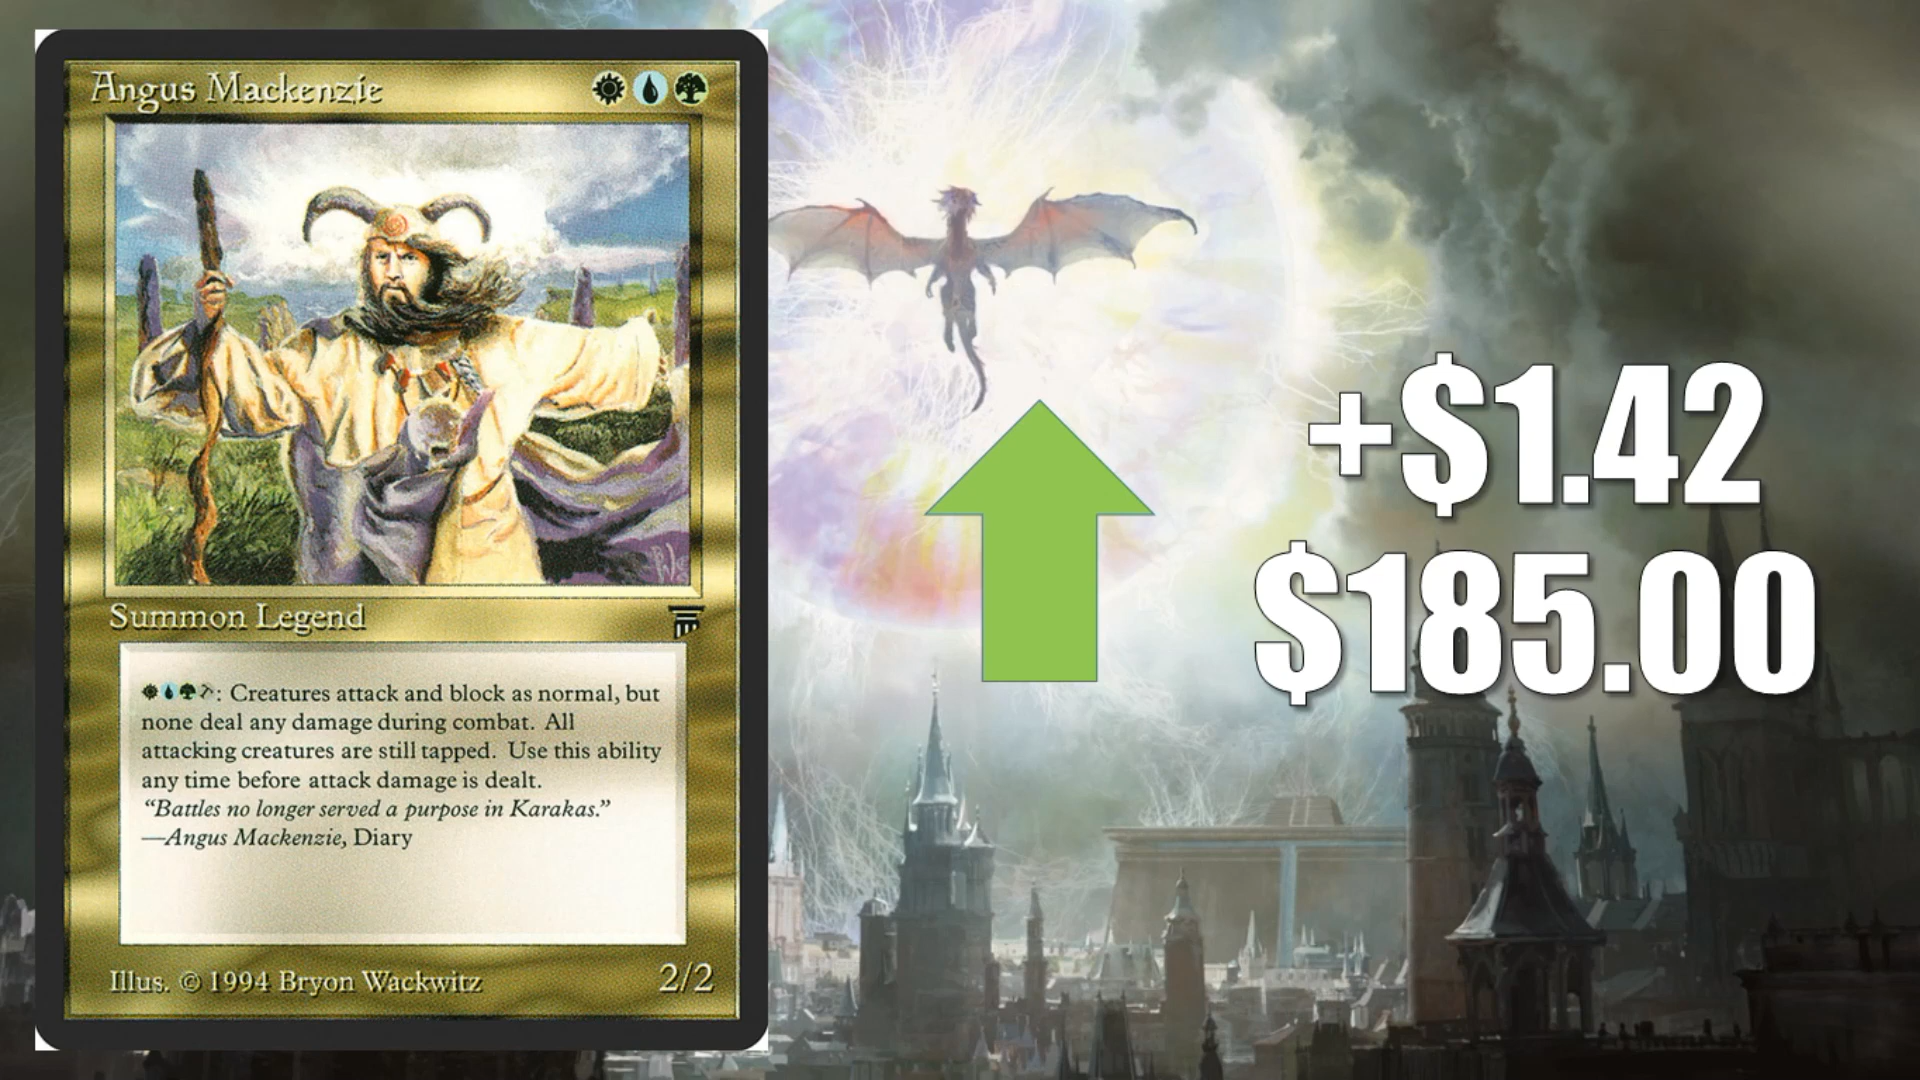 Angus Mackenzie
Summon Legend
: Creatures attack and block as normal, but
none deal any damage during combat. All
attacking creatures are still tapped. Use this ability
any time before attack damage is dealt.
“Battles no longer served a purpose in Karakas.”
—Angus Mackenzie, Diary
Illus. © 1994 Bryon Wackwitz
2/2
+$1.42
$185.00